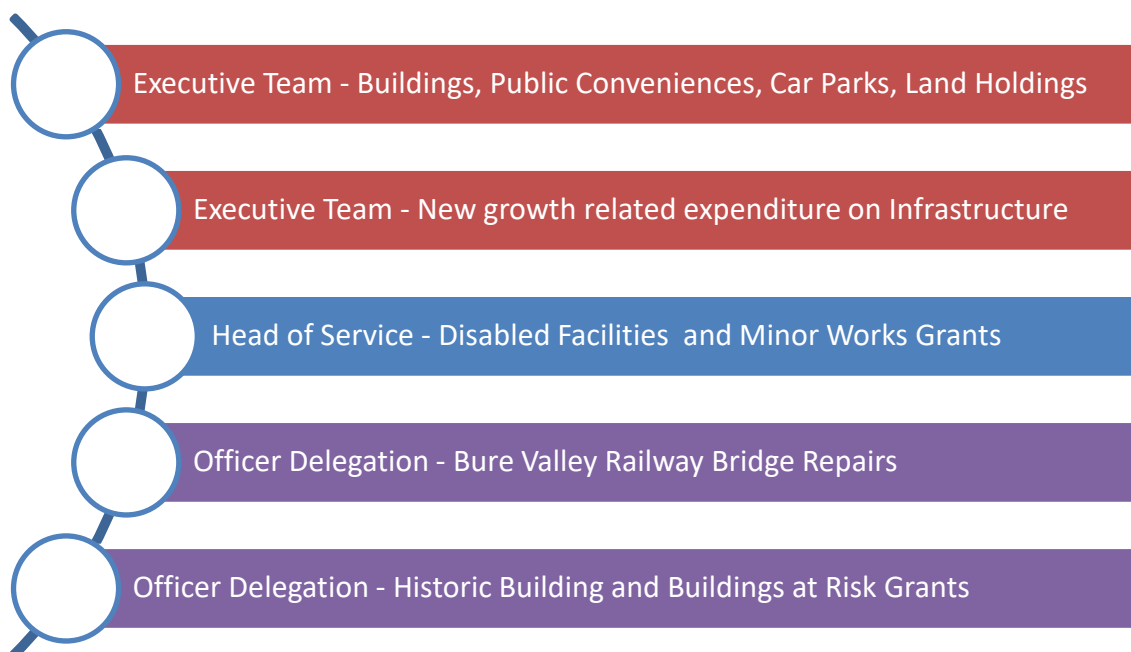 Executive Team - Buildings, Public Conveniences, Car Parks, Land Holdings
Executive Team - New growth related expenditure on Infrastructure
Head of Service - Disabled Facilities  and Minor Works Grants
Officer Delegation - Bure Valley Railway Bridge Repairs
Officer Delegation - Historic Building and Buildings at Risk Grants